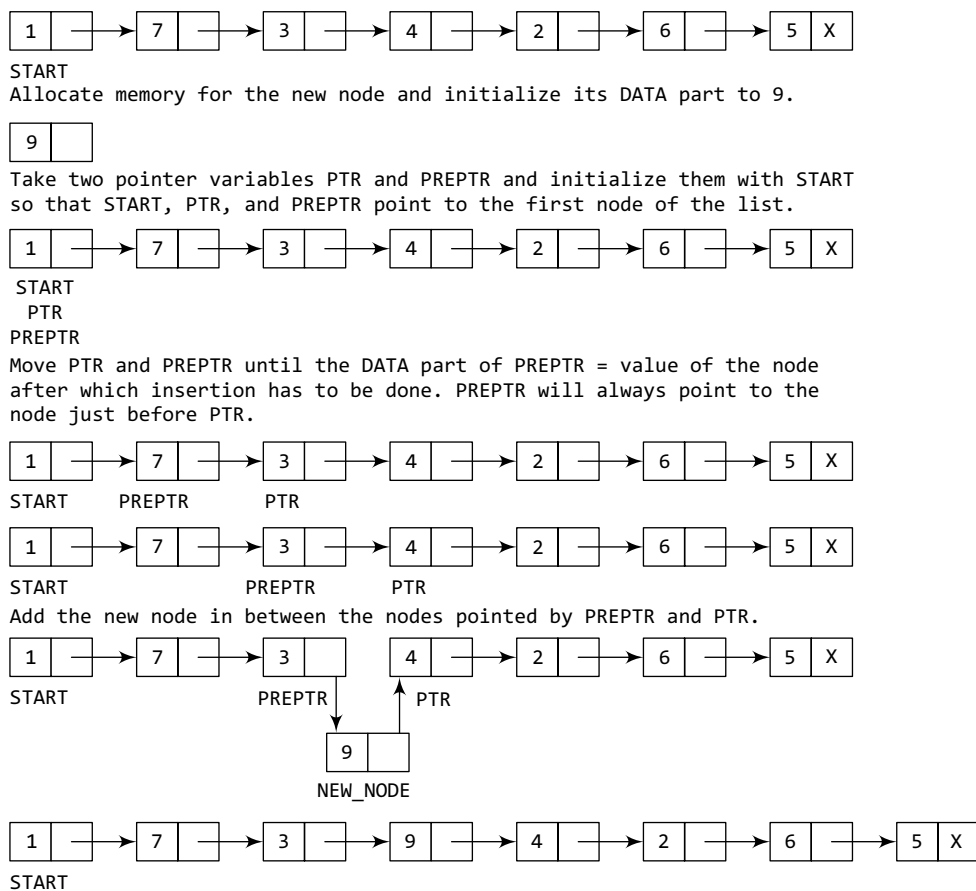 1 7 3 4 2 6 5 X
START
Allocate memory for the new node and initialize its DATA part to 9.
9
Take two pointer variables PTR and PREPTR and initialize them with START
so that START, PTR, and PREPTR point to the first node of the list.
1 7 3 4 2 6 5 X
START
PTR
PREPTR
Move PTR and PREPTR until the DATA part of PREPTR = value of the node
after which insertion has to be done. PREPTR will always point to the
node just before PTR.
1 7 3 4 2 6 5 X
START PREPTR PTR
1 7 3 4 2 6 5 X
START PREPTR PTR
Add the new node in between the nodes pointed by PREPTR and PTR.
1 7 3 4 2 6 5 X
START PREPTR PTR
9
NEW_NODE
1 7 3 9 4 2 6 5 X
START